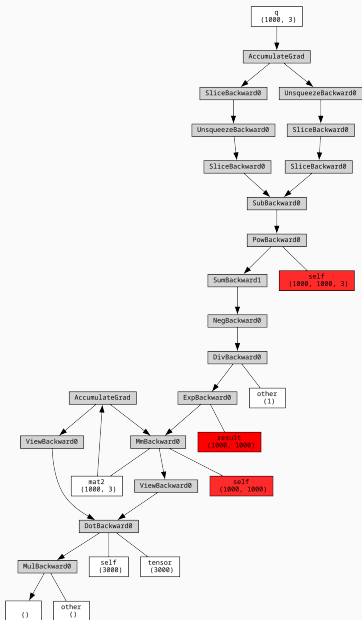 q
(1000, 3)
AccumulateGrad
SliceBackward0
UnsqueezeBackward0
UnsqueezeBackward0
SliceBackward0
SliceBackward0
SliceBackward0
SubBackward0
PowBackward0
SumBackward1
self
(1000, 1000, 3)
NegBackward0
DivBackward0
AccumulateGrad
ExpBackward0
other
(1)
ViewBackward0
MmBackward0
result
(1000, 1000)
mat2
(1000, 3)
ViewBackward0
self
(1000, 1000)
DotBackward0
MulBackward0
self
(3000)
tensor
(3000)
()
other
()